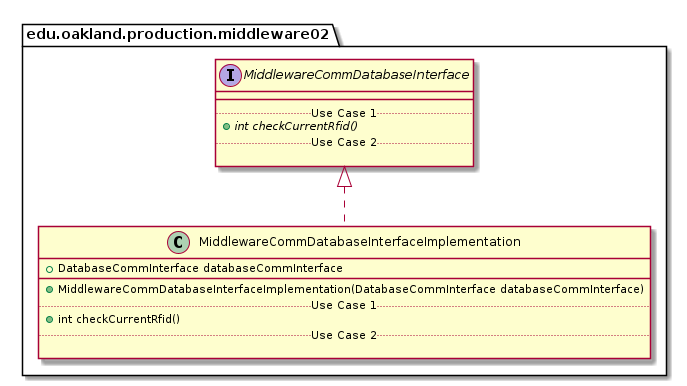 edu.oakland.production.middleware02
I MiddlewareCommDatabaseInterface
Use Case 1
int checkCurrentRfid()
Use Case 2
C MiddlewareCommDatabaseInterfaceImplementation
DatabaseCommInterface databaseCommInterface
MiddlewareCommDatabaseInterfaceImplementation(DatabaseCommInterface databaseCommInterface)
Use Case 1
int checkCurrentRfid()
Use Case 2